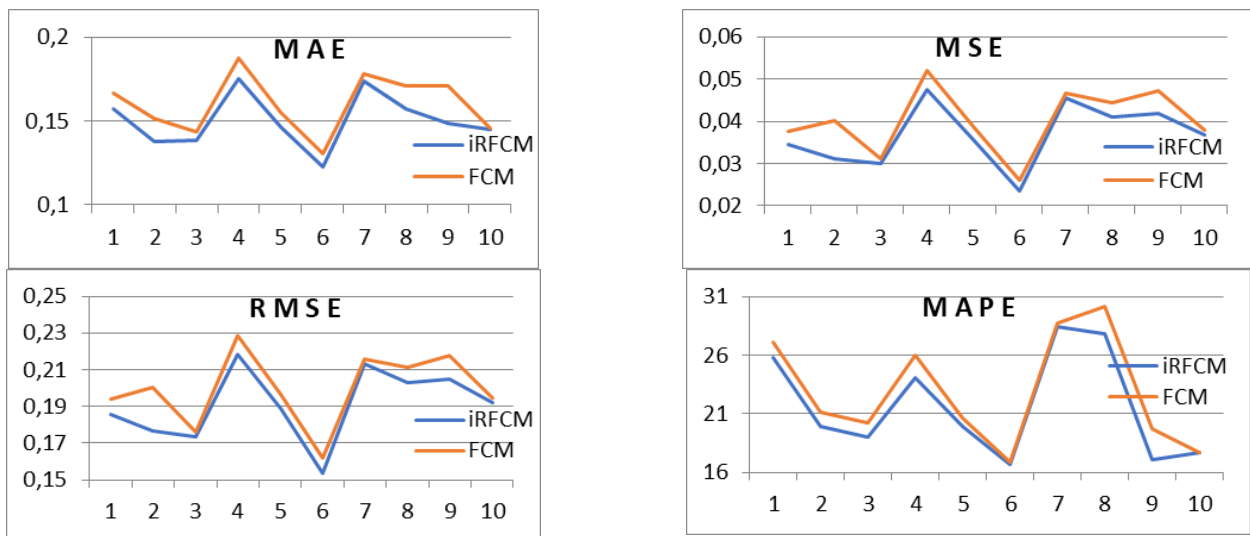 M A E
0,2
0,15
0,1
iRFCM
FCM
1 2 3 4 5 6 7 8 9 10
M S E
0,06
0,05
0,04
0,03
0,02
iRFCM
FCM
1 2 3 4 5 6 7 8 9 10
R M S E
0,25
0,23
0,21
0,19
0,17
0,15
iRFCM
FCM
1 2 3 4 5 6 7 8 9 10
M A P E
31
26
21
16
iRFCM
FCM
1 2 3 4 5 6 7 8 9 10